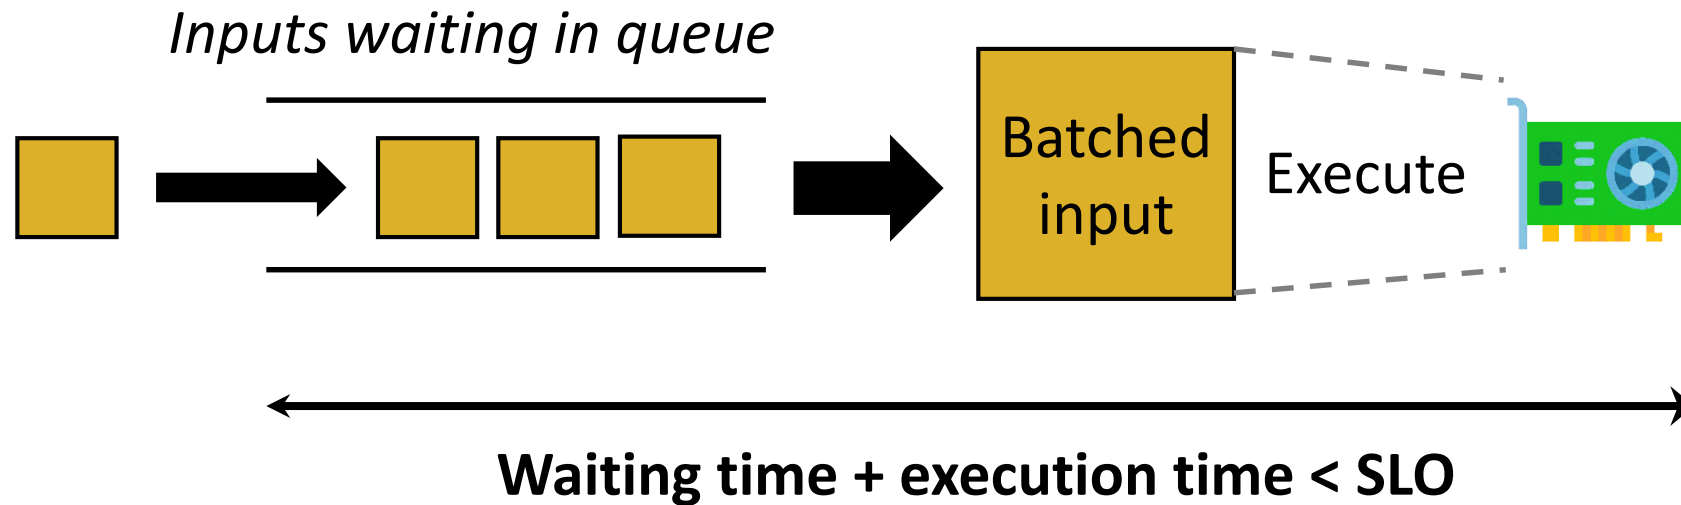 Inputs waiting in queue
Batched
input
Execute
Waiting time + execution time < SLO